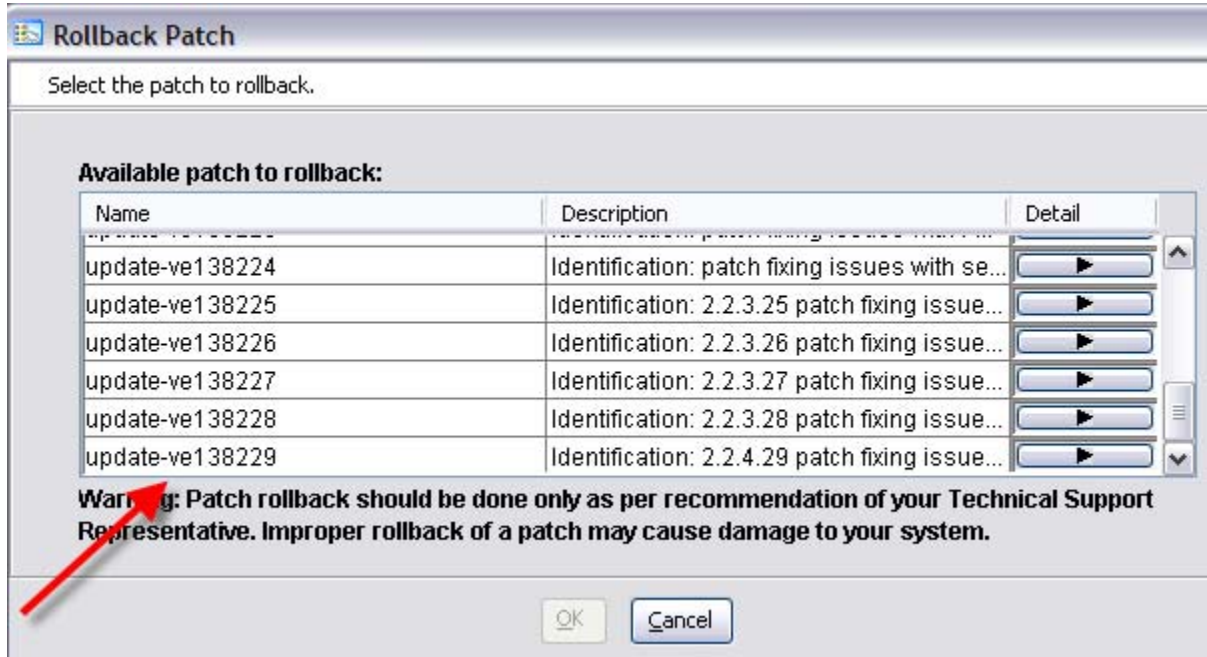 Rollback Patch
Select the patch to rollback.
Available patch to rollback:
Name Description Detail
update-ve138224 Identification: patch fixing issues with se...
update-ve138225 Identification: 2.2.3.25 patch fixing issue...
update-ve138226 Identification: 2.2.3.26 patch fixing issue...
update-ve138227 Identification: 2.2.3.27 patch fixing issue...
update-ve138228 Identification: 2.2.3.28 patch fixing issue...
update-ve138229 Identification: 2.2.4.29 patch fixing issue...
Warning: Patch rollback should be done only as per recommendation of your Technical Support
Representative. Improper rollback of a patch may cause damage to your system.
OK Cancel